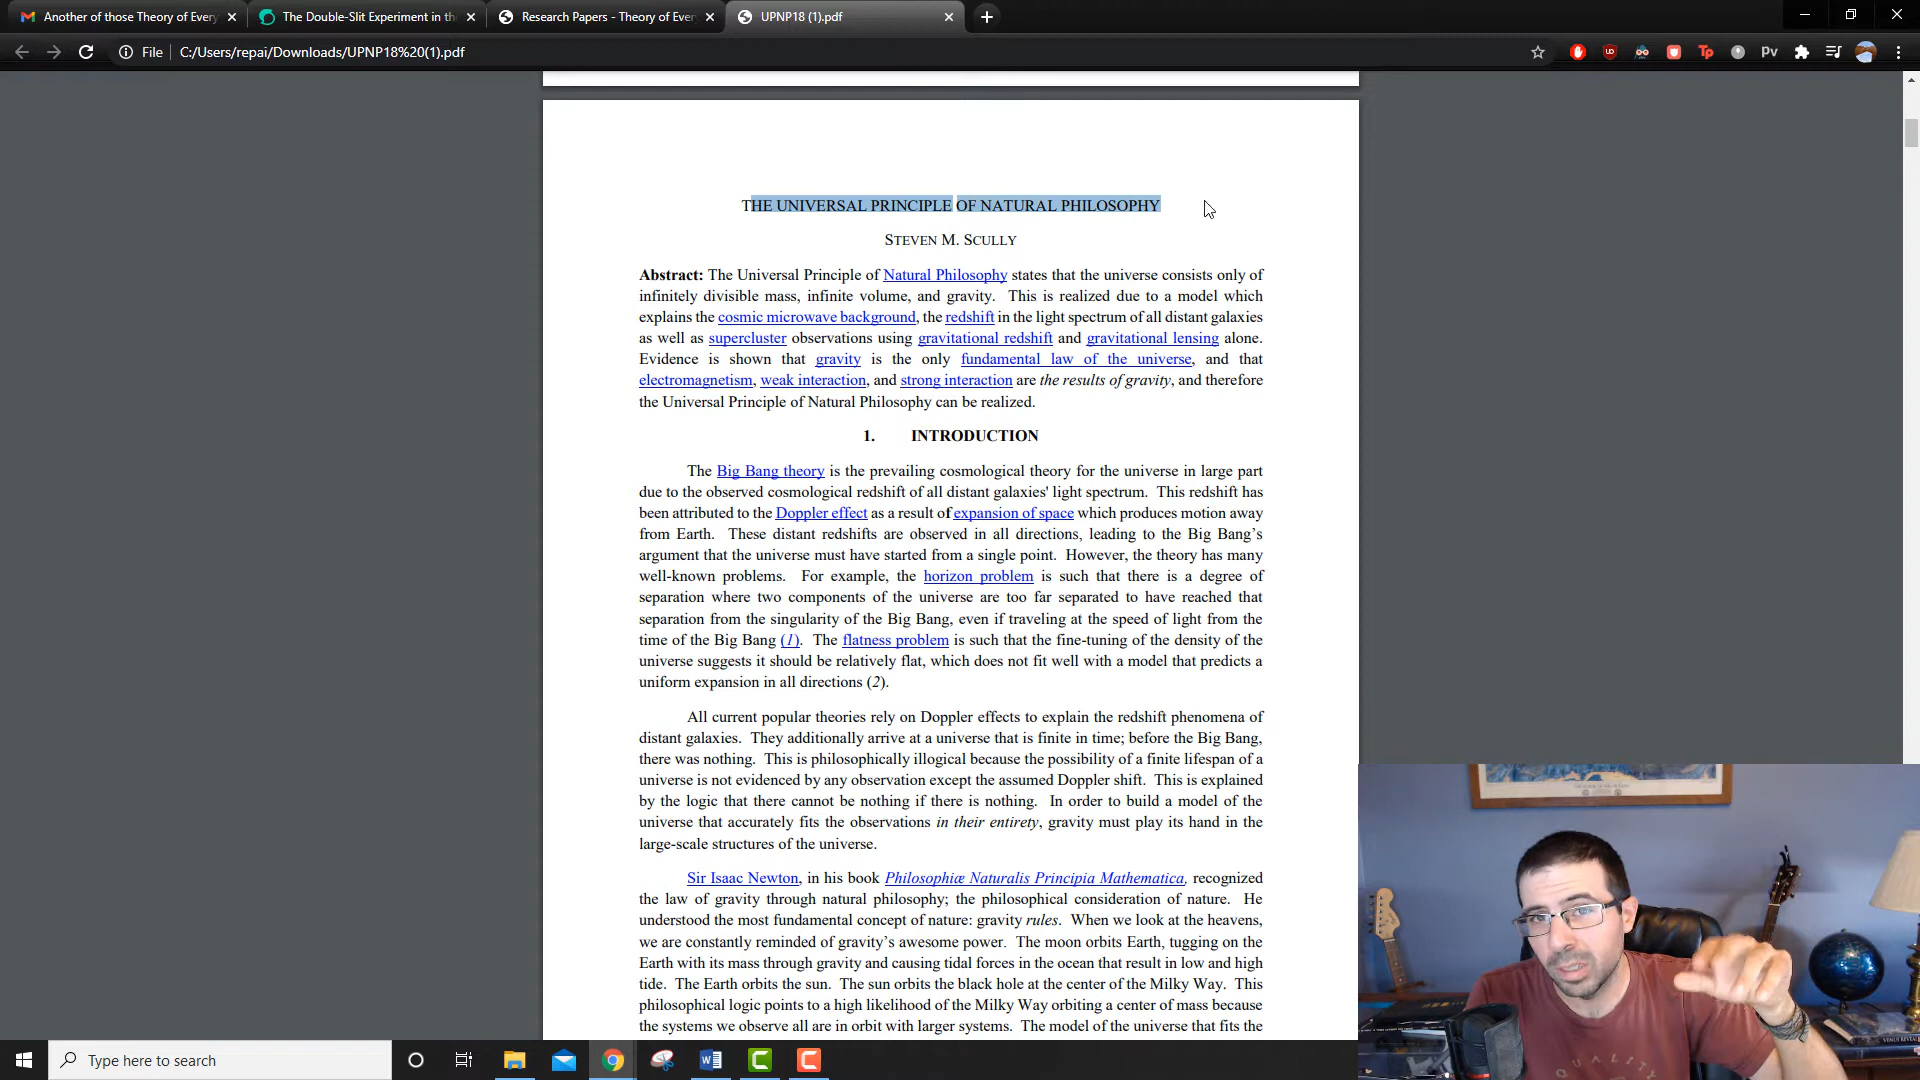 Another of those Theory of Every
The Double-Slit Experiment in the
Research Papers - Theory of Ever
UPNP18 (1).pdf
File
C:/Users/repai/Downloads/UPNP18%20(1).pdf
Tp
Pv
THE UNIVERSAL PRINCIPLE OF NATURAL PHILOSOPHY
STEVEN M. SCULLY
Abstract: The Universal Principle of Natural Philosophy states that the universe consists only of
infinitely divisible mass, infinite volume, and gravity. This is realized due to a model which
explains the cosmic microwave background, the redshift in the light spectrum of all distant galaxies
as well as supercluster observations using gravitational redshift and gravitational lensing alone.
Evidence is shown that gravity is the only fundamental law of the universe, and that
electromagnetism, weak interaction, and strong interaction are the results of gravity, and therefore
the Universal Principle of Natural Philosophy can be realized.
1. INTRODUCTION
The Big Bang theory is the prevailing cosmological theory for the universe in large part
due to the observed cosmological redshift of all distant galaxies' light spectrum. This redshift has
been attributed to the Doppler effect as a result of expansion of space which produces motion away
from Earth. These distant redshifts are observed in all directions, leading to the Big Bang's
argument that the universe must have started from a single point. However, the theory has many
well-known problems. For example, the horizon problem is such that there is a degree of
separation where two components of the universe are too far separated to have reached that
separation from the singularity of the Big Bang, even if traveling at the speed of light from the
time of the Big Bang (1). The flatness problem is such that the fine-tuning of the density of the
universe suggests it should be relatively flat, which does not fit well with a model that predicts a
uniform expansion in all directions (2).
All current popular theories rely on Doppler effects to explain the redshift phenomena of
distant galaxies. They additionally arrive at a universe that is finite in time; before the Big Bang,
there was nothing. This is philosophically illogical because the possibility of a finite lifespan of a
universe is not evidenced by any observation except the assumed Doppler shift. This is explained
by the logic that there cannot be nothing if there is nothing. In order to build a model of the
universe that accurately fits the observations in their entirety, gravity must play its hand in the
large-scale structures of the universe.
Sir Isaac Newton, in his book Philosophiæ Naturalis Principia Mathematica, recognized
the law of gravity through natural philosophy; the philosophical consideration of nature. He
understood the most fundamental concept of nature: gravity rules. When we look at the heavens,
we are constantly reminded of gravity's awesome power. The moon orbits Earth, tugging on the
Earth with its mass through gravity and causing tidal forces in the ocean that result in low and high
tide. The Earth orbits the sun. The sun orbits the black hole at the center of the Milky Way. This
philosophical logic points to a high likelihood of the Milky Way orbiting a center of mass because
the systems we observe all are in orbit with larger systems. The model of the universe that fits the
QUALITY
Type here to search